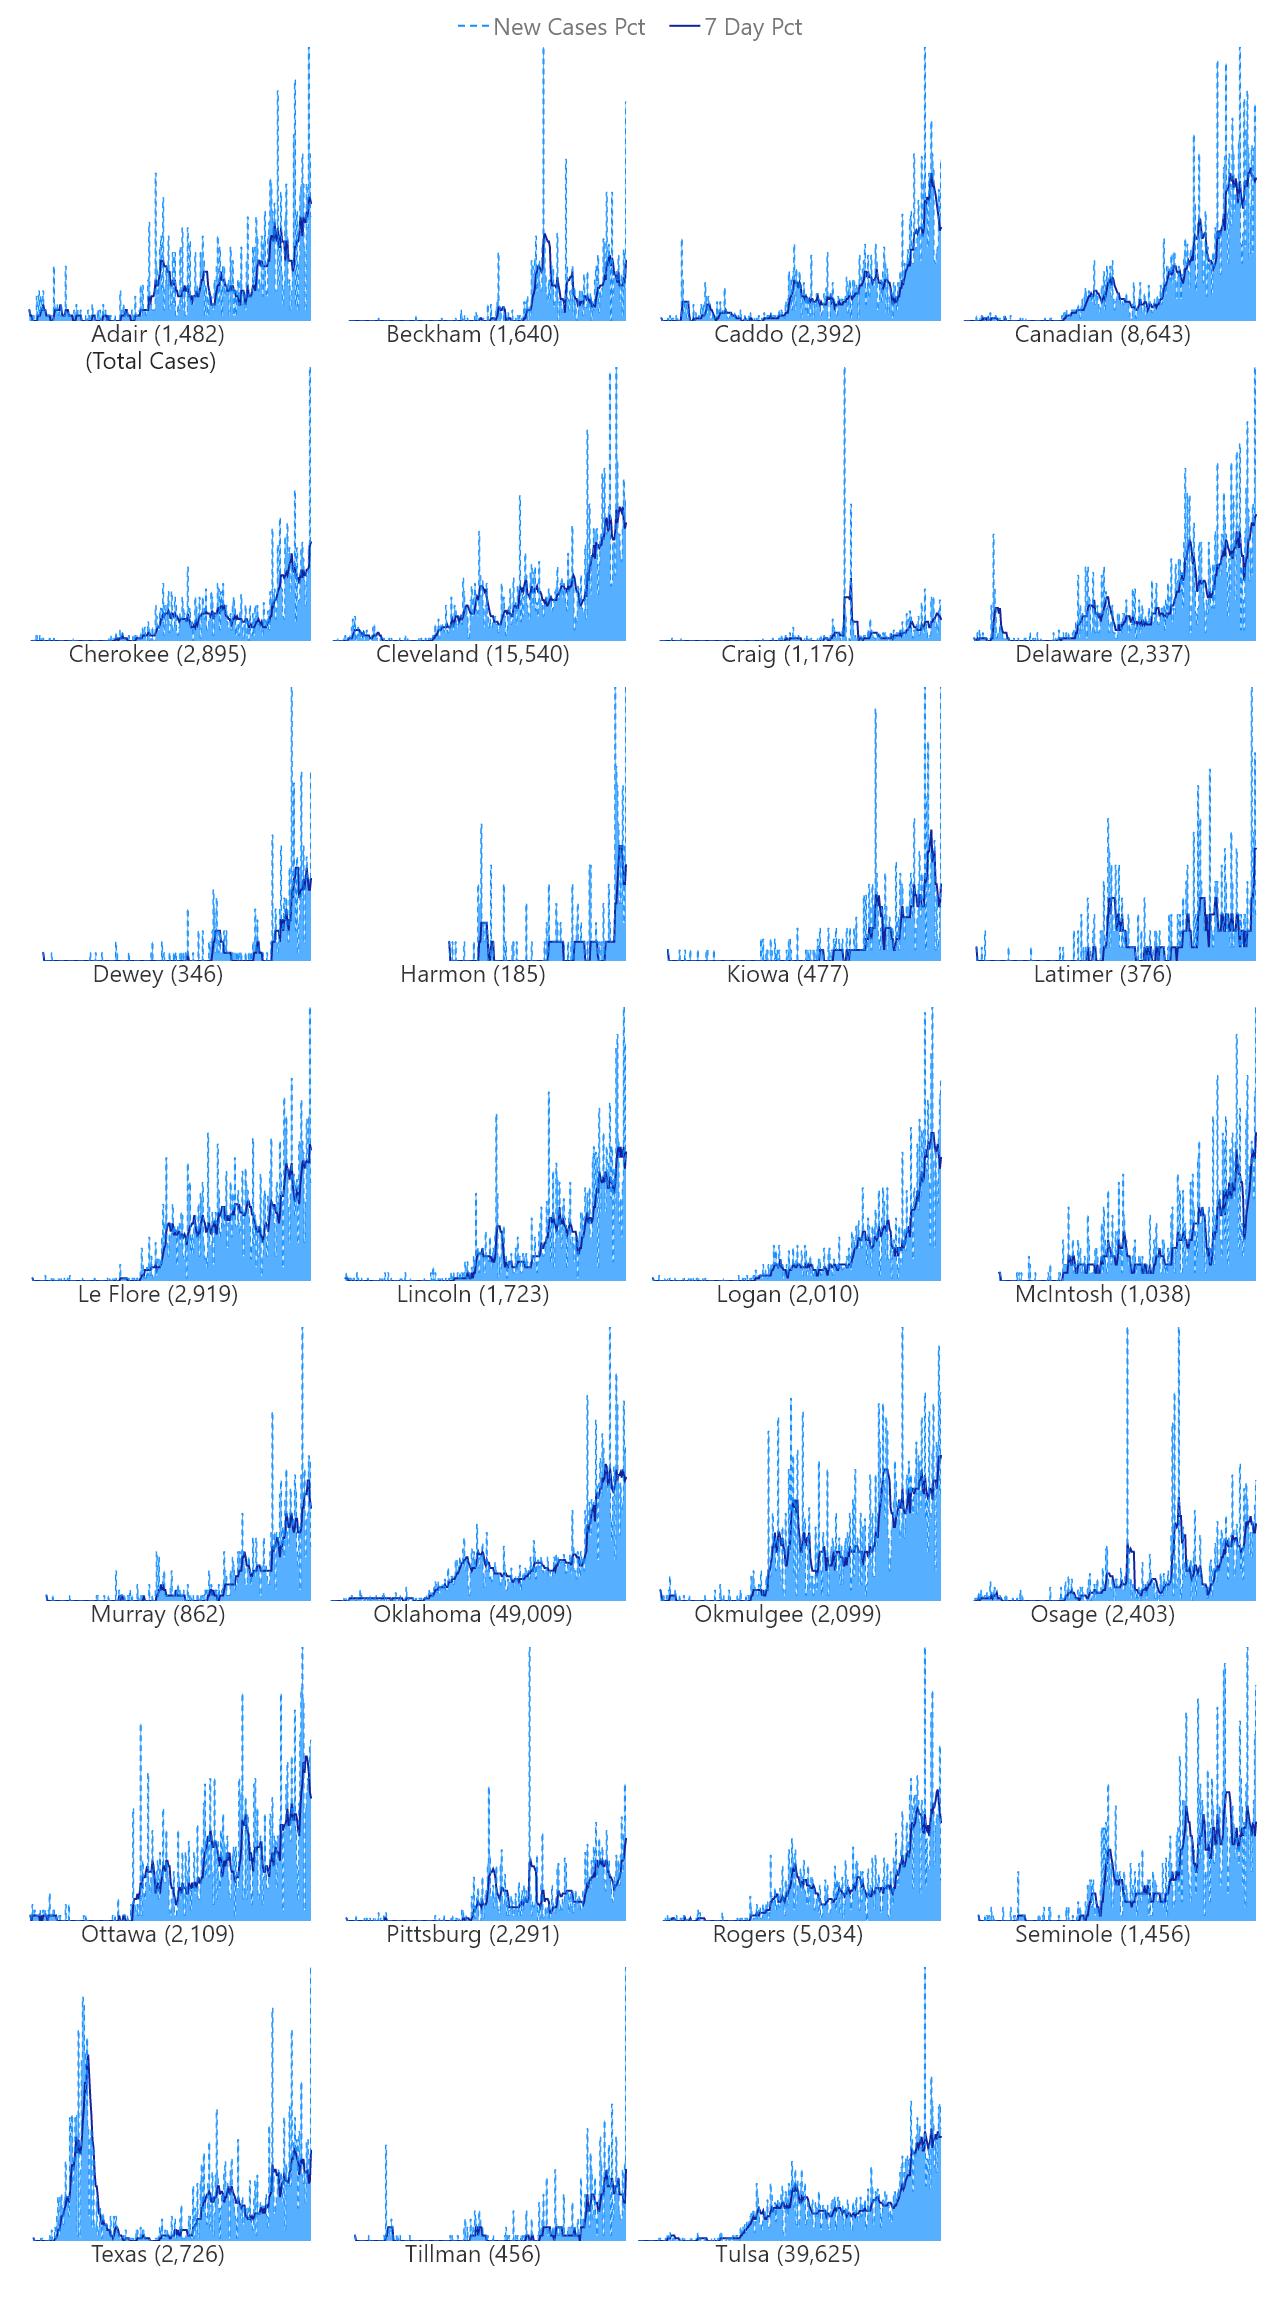 New Cases Pct 7 Day Pct
Adair (1,482) Beckham (1,640) Caddo (2,392) Canadian (8,643)
(Total Cases)
Cherokee (2,895) Cleveland (15,540) Craig (1,176) Delaware (2,337)
Dewey (346) Harmon (185) Kiowa (477) Latimer (376)
Le Flore (2,919) Lincoln (1,723) Logan (2,010) McIntosh (1,038)
Murray (862) Oklahoma (49,009) Okmulgee (2,099) Osage (2,403)
Ottawa (2,109) Pittsburg (2,291) Rogers (5,034) Seminole (1,456)
Texas (2,726) Tillman (456) Tulsa (39,625)